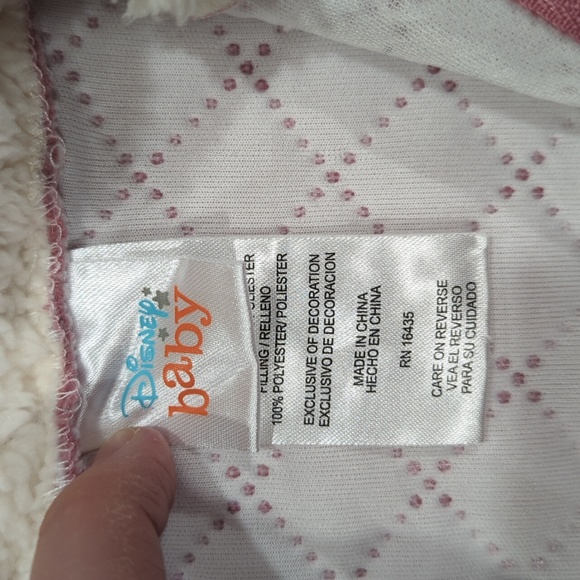 Disney
baby
FILLING / RELLENO
100% POLYESTER/ POLIESTER
EXCLUSIVE OF DECORATION
EXCLUSIVO DE DECORACION
MADE IN CHINA
HECHO EN CHINA
RN 16435
CARE ON REVERSE
VEA EL REVERSO
PARA SU CUIDADO